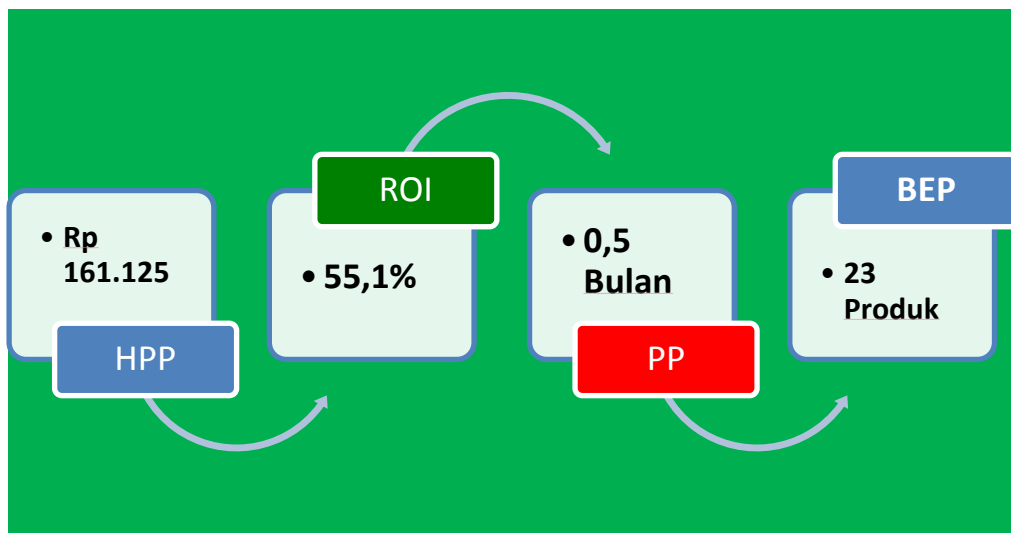 • Rp
161.125
HPP
ROI
• 55,1%
• 0,5
Bulan
PP
BEP
• 23
Produk